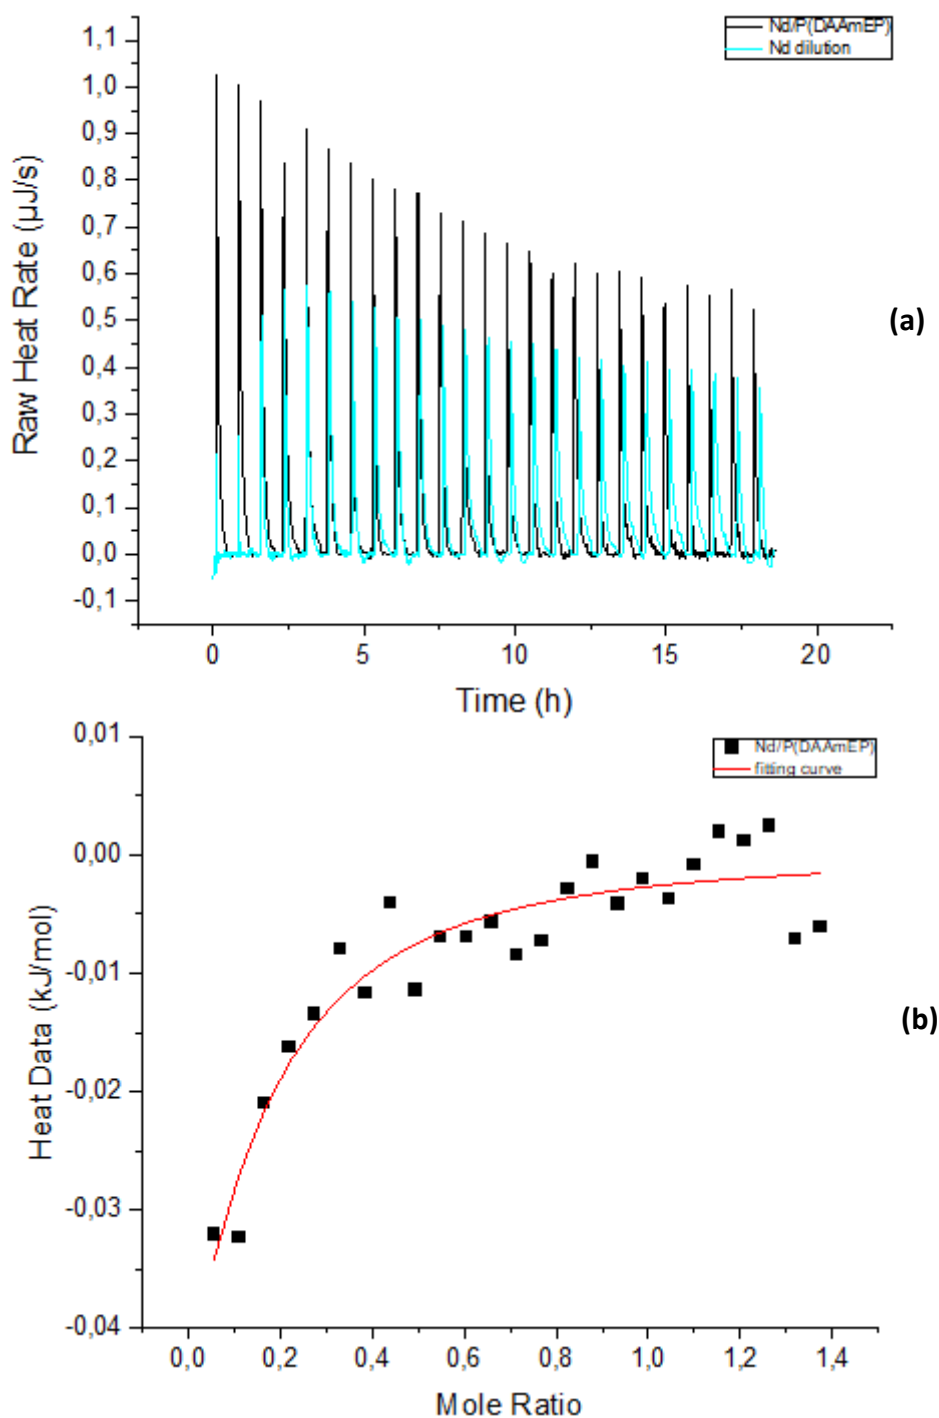 Nd/P(DAAmEP)
Nd dilution
1,1
1,0
0,9
0,8
0,7
0,6
0,5
0,4
0,3
0,2
0,1
0,0
-0,1
Raw Heat Rate (µJ/s)
(a)
0 5 10 15 20
Time (h)
Nd/P(DAAmEP)
fitting curve
0,01
0,00
-0,01
-0,02
-0,03
-0,04
Heat Data (kJ/mol)
(b)
0,0 0,2 0,4 0,6 0,8 1,0 1,2 1,4
Mole Ratio